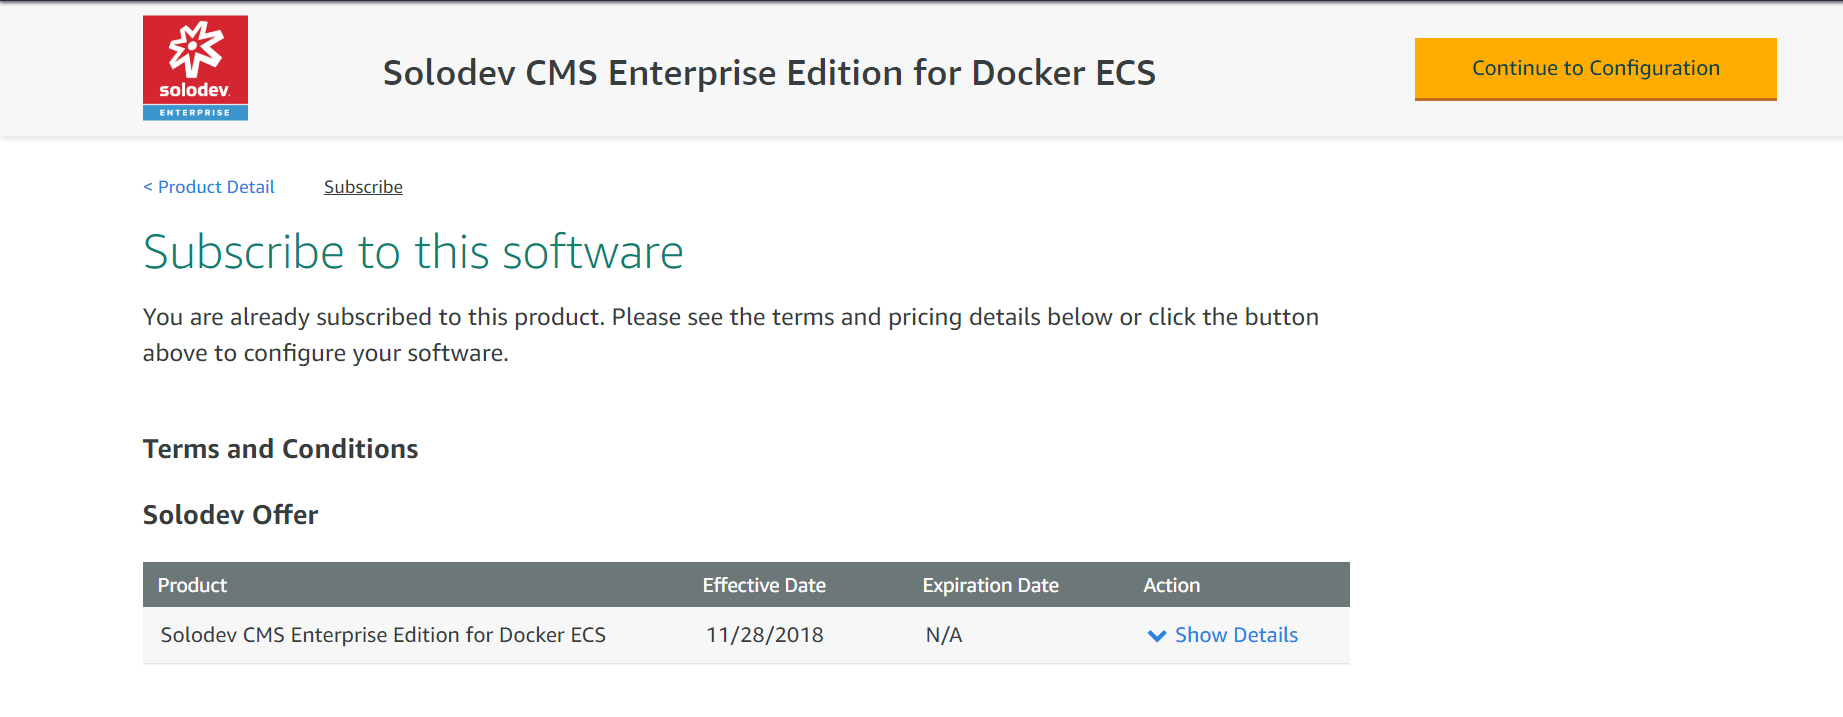 solodev.
ENTERPRISE
Solodev CMS Enterprise Edition for Docker ECS
Continue to Configuration
< Product Detail Subscribe
Subscribe to this software
You are already subscribed to this product. Please see the terms and pricing details below or click the button
above to configure your software.
Terms and Conditions
Solodev Offer
Product Effective Date Expiration Date Action
Solodev CMS Enterprise Edition for Docker ECS 11/28/2018 N/A Show Details